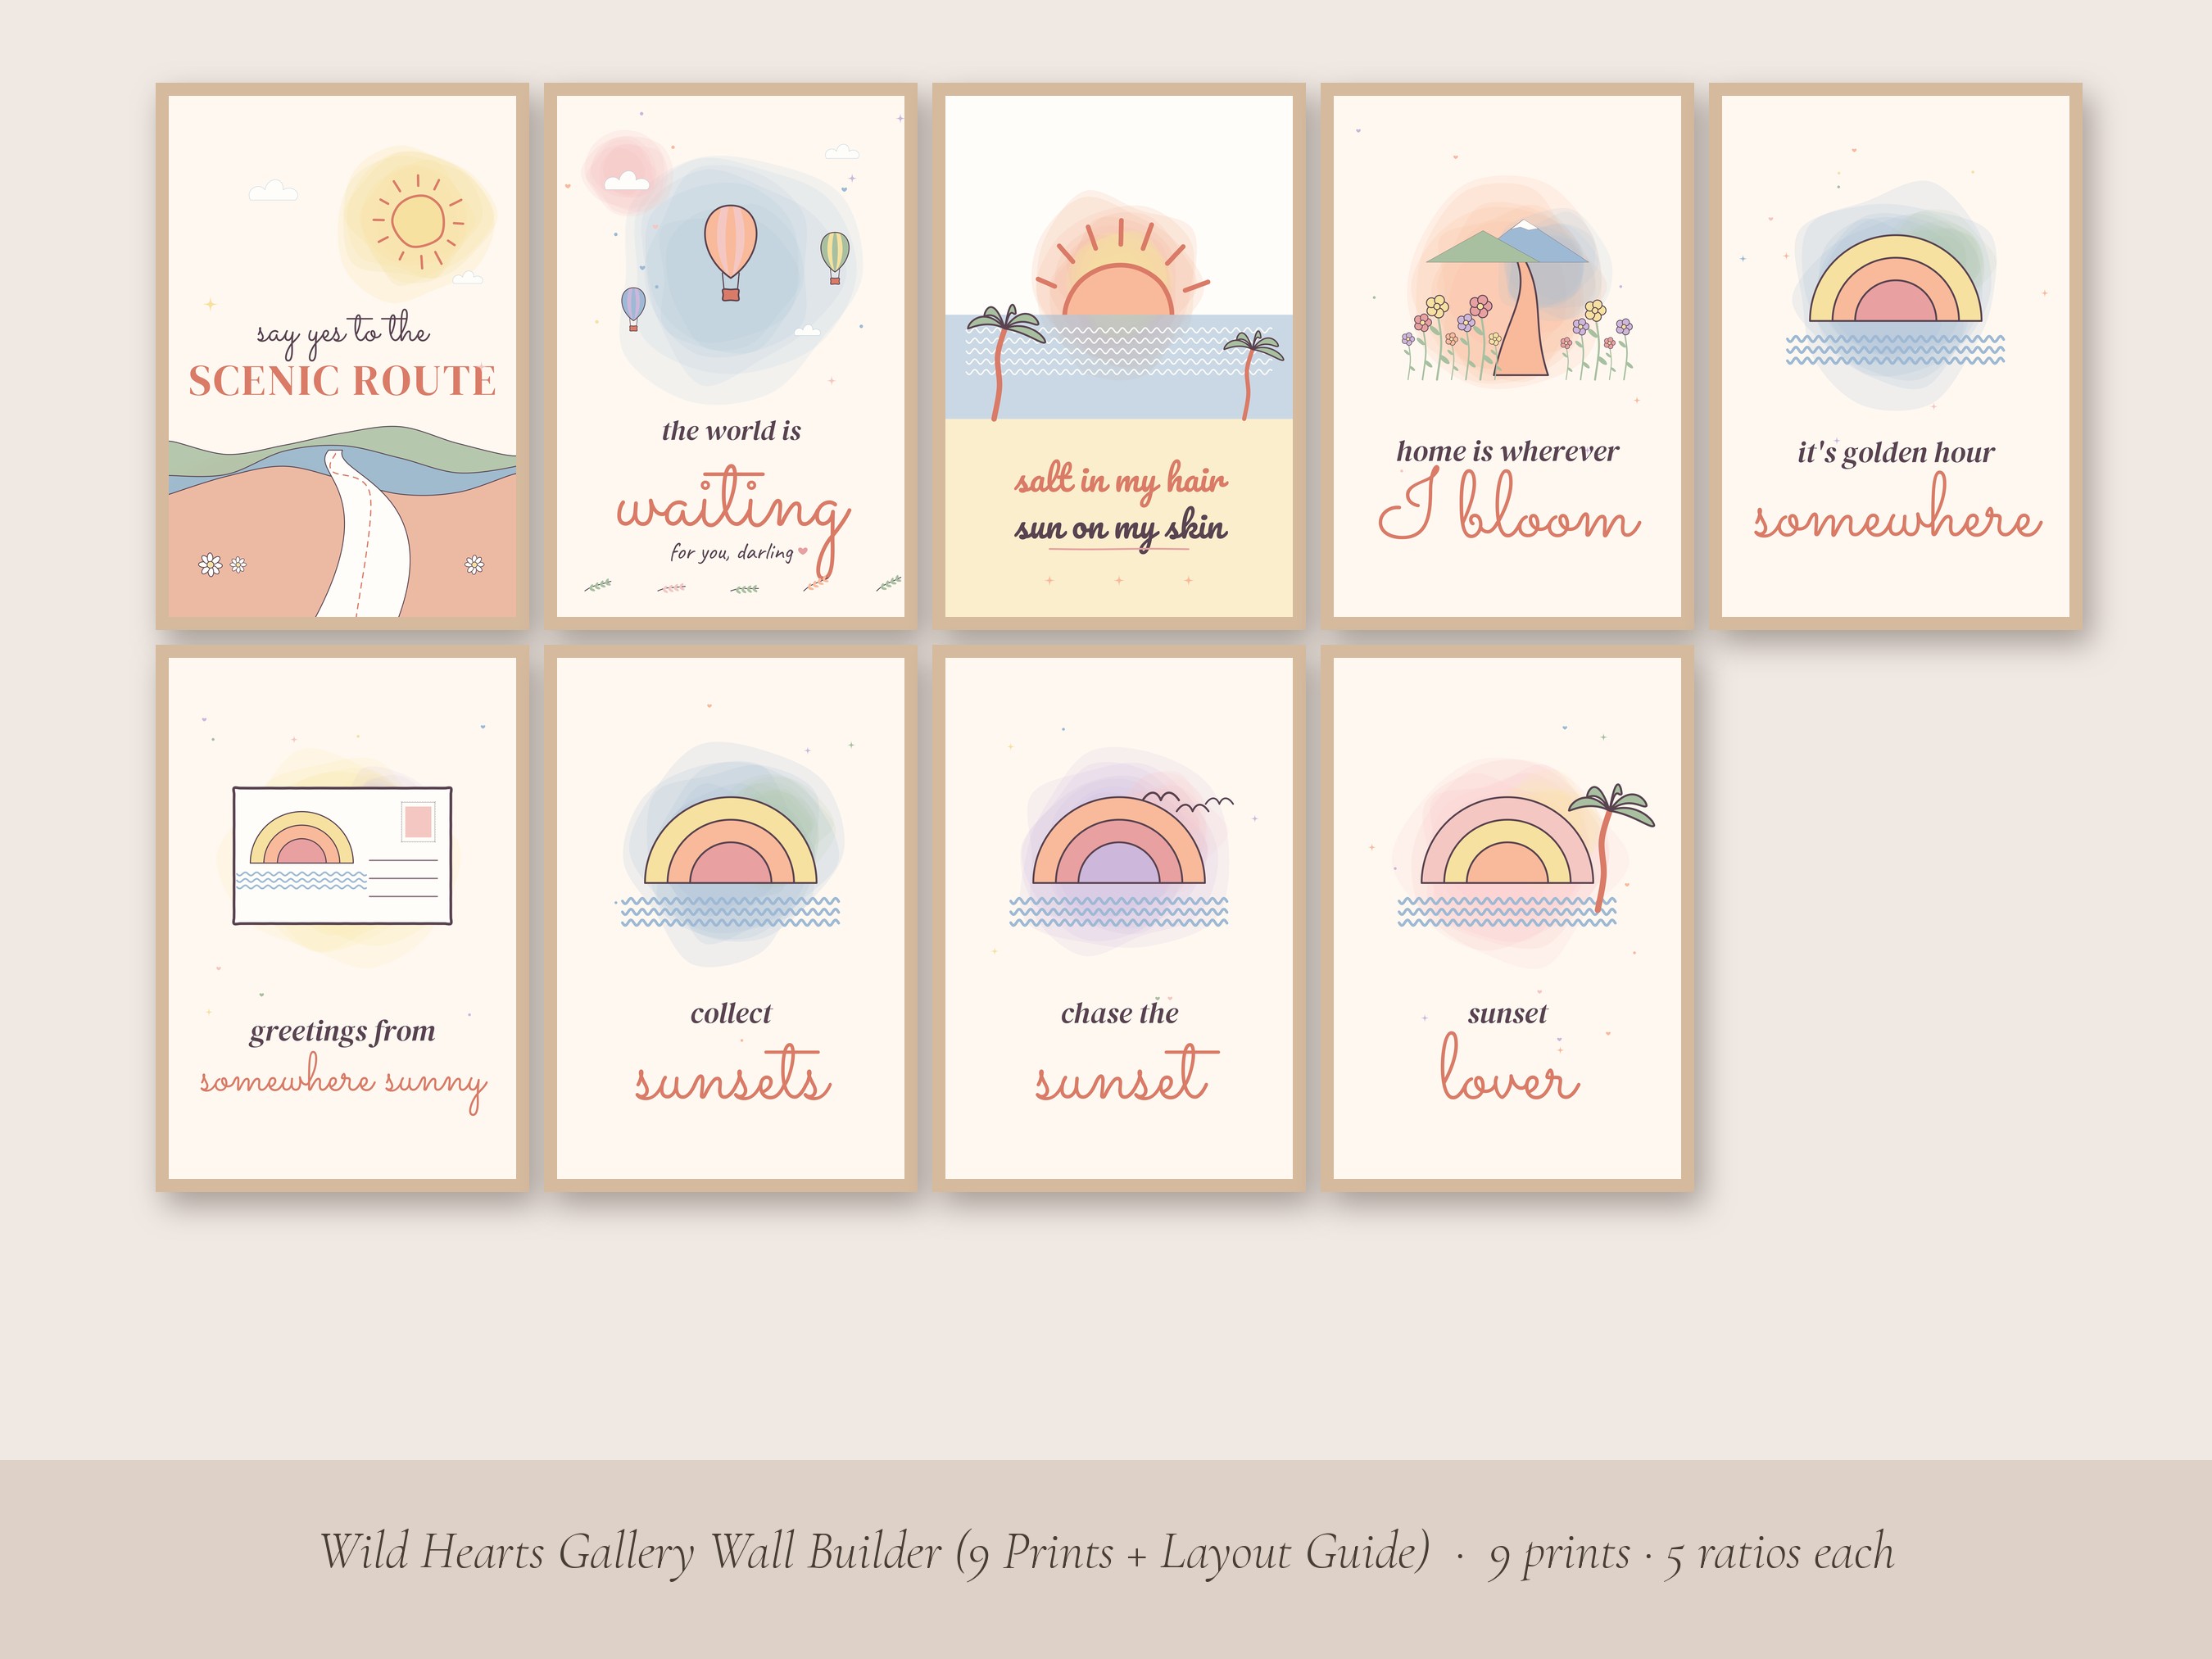 say yes to the
SCENIC ROUTE
the world is
waiting
for you, darling
salt in my hair
sun on my skin
home is wherever
I bloom
it's golden hour
somewhere
greetings from
somewhere sunny
collect
sunsets
chase the
sunset
sunset
lover
Wild Hearts Gallery Wall Builder (9 Prints + Layout Guide) · 9 prints · 5 ratios each